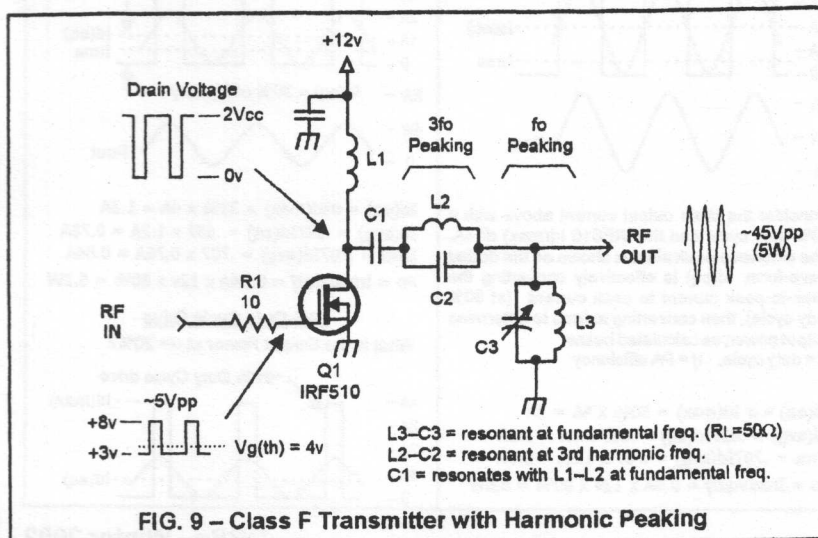 +12v
Drain Voltage
2Vcc
0v
L1
3fo
Peaking
fo
Peaking
C1
L2
C2
RF
OUT
~45Vpp
(5W)
R1
10
RF
IN
C3
L3
Q1
IRF510
~5Vpp
+8v
+3v
Vg(th) = 4v
L3–C3 = resonant at fundamental freq. (RL=50Ω)
L2–C2 = resonant at 3rd harmonic freq.
C1 = resonates with L1–L2 at fundamental freq.
FIG. 9 – Class F Transmitter with Harmonic Peaking